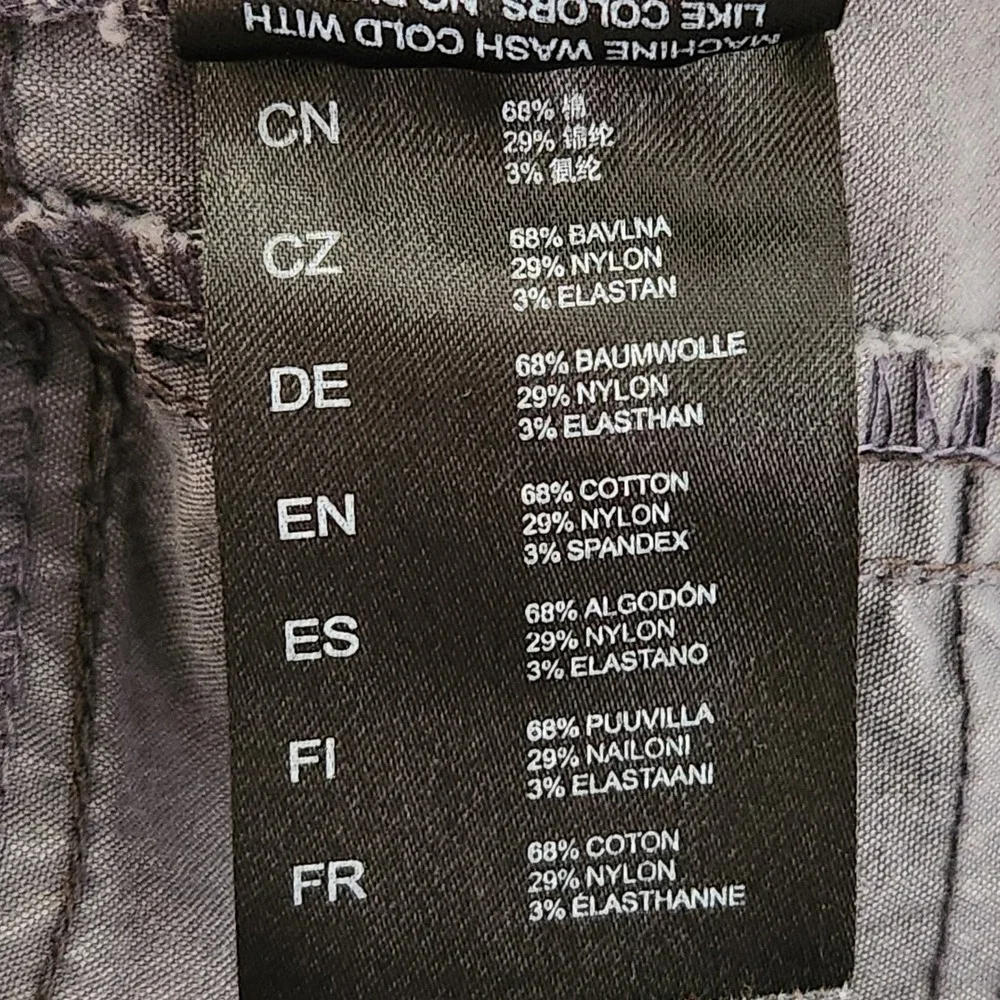 MACHINE WASH COLD WITH
LIKE COLORS. NO
CN
68% 棉
29% 锦纶
3% 氨纶
CZ
68% BAVLNA
29% NYLON
3% ELASTAN
DE
68% BAUMWOLLE
29% NYLON
3% ELASTHAN
EN
68% COTTON
29% NYLON
3% SPANDEX
ES
68% ALGODÓN
29% NYLON
3% ELASTANO
FI
68% PUUVILLA
29% NAILONI
3% ELASTAANI
FR
68% COTON
29% NYLON
3% ÉLASTHANNE